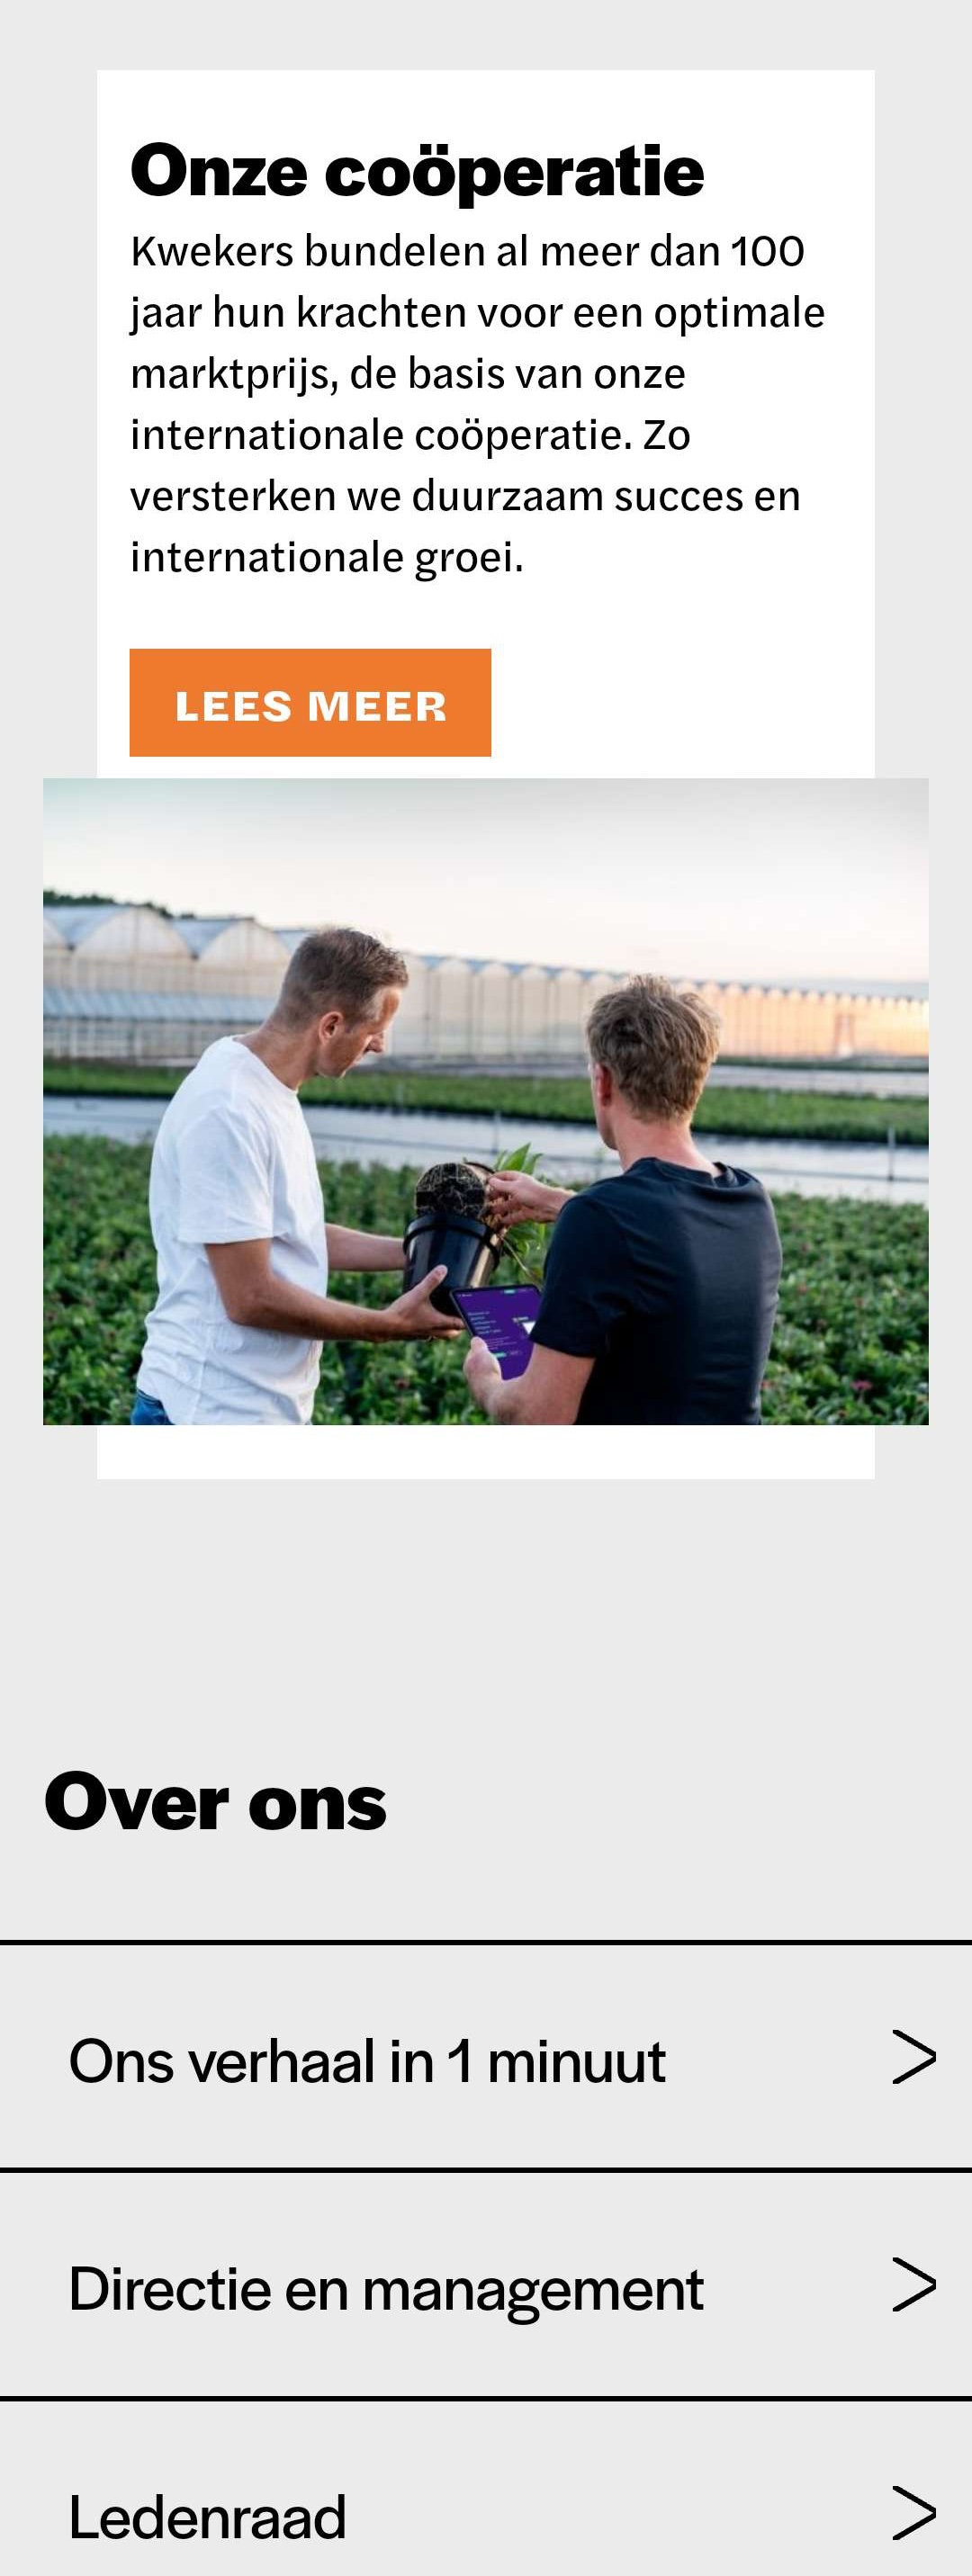 Onze coöperatie
Kwekers bundelen al meer dan 100
jaar hun krachten voor een optimale
marktprijs, de basis van onze
internationale coöperatie. Zo
versterken we duurzaam succes en
internationale groei.
LEES MEER
Over ons
Ons verhaal in 1 minuut
Directie en management
Ledenraad